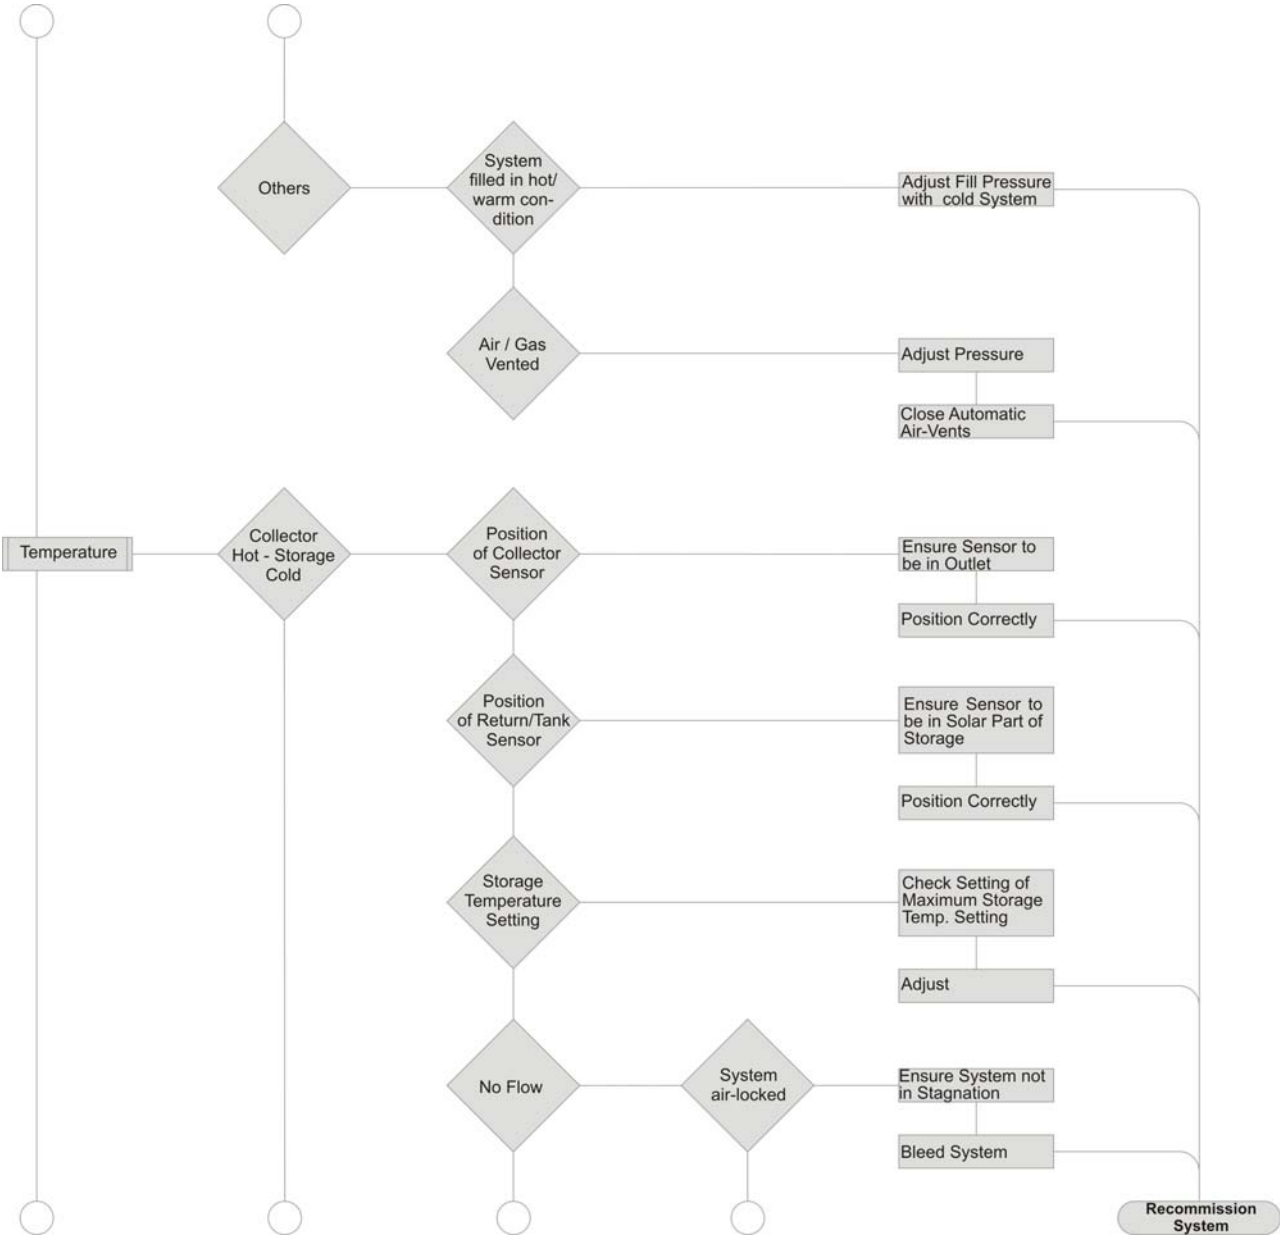 Others
System
filled in hot/
warm con-
dition
Adjust Fill Pressure
with cold System
Air / Gas
Vented
Adjust Pressure
Close Automatic
Air-Vents
Temperature
Collector
Hot - Storage
Cold
Position
of Collector
Sensor
Ensure Sensor to
be in Outlet
Position Correctly
Position
of Return/Tank
Sensor
Ensure Sensor to
be in Solar Part of
Storage
Position Correctly
Storage
Temperature
Setting
Check Setting of
Maximum Storage
Temp. Setting
Adjust
No Flow
System
air-locked
Ensure System not
in Stagnation
Bleed System
Recommission
System